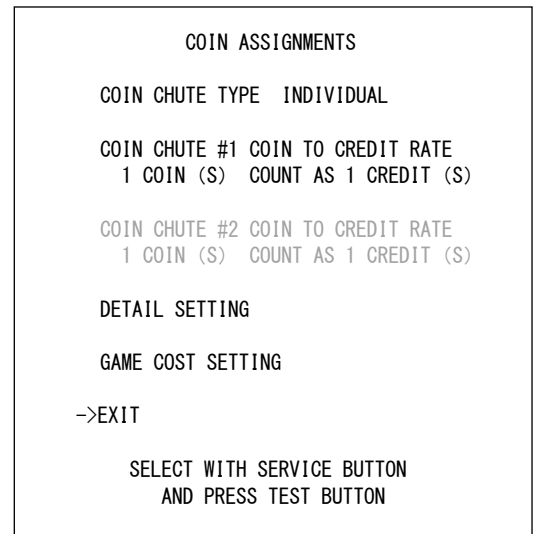 COIN ASSIGNMENTS
COIN CHUTE TYPE INDIVIDUAL
COIN CHUTE #1 COIN TO CREDIT RATE
1 COIN (S) COUNT AS 1 CREDIT (S)
COIN CHUTE #2 COIN TO CREDIT RATE
1 COIN (S) COUNT AS 1 CREDIT (S)
DETAIL SETTING
GAME COST SETTING
->EXIT
SELECT WITH SERVICE BUTTON
AND PRESS TEST BUTTON